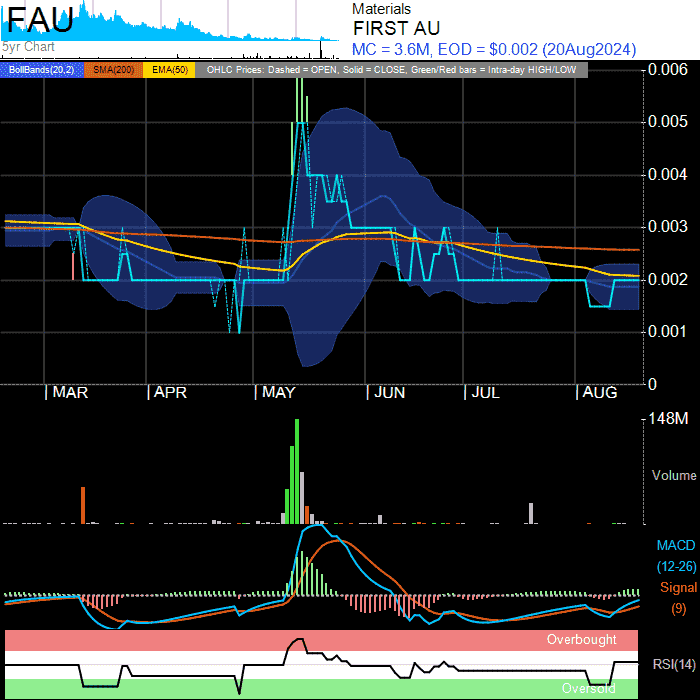 FAU
5yr Chart
Materials
FIRST AU
MC = 3.6M, EOD = $0.002 (20Aug2024)
BollBands(20,2) SMA(200) EMA(50) OHLC Prices: Dashed = OPEN, Solid = CLOSE, Green/Red bars = Intra-day HIGH/LOW
0.006
0.005
0.004
0.003
0.002
0.001
0
| MAR | APR | MAY | JUN | JUL | AUG
148M
Volume
MACD
(12-26)
Signal
(9)
Overbought
RSI(14)
Oversold